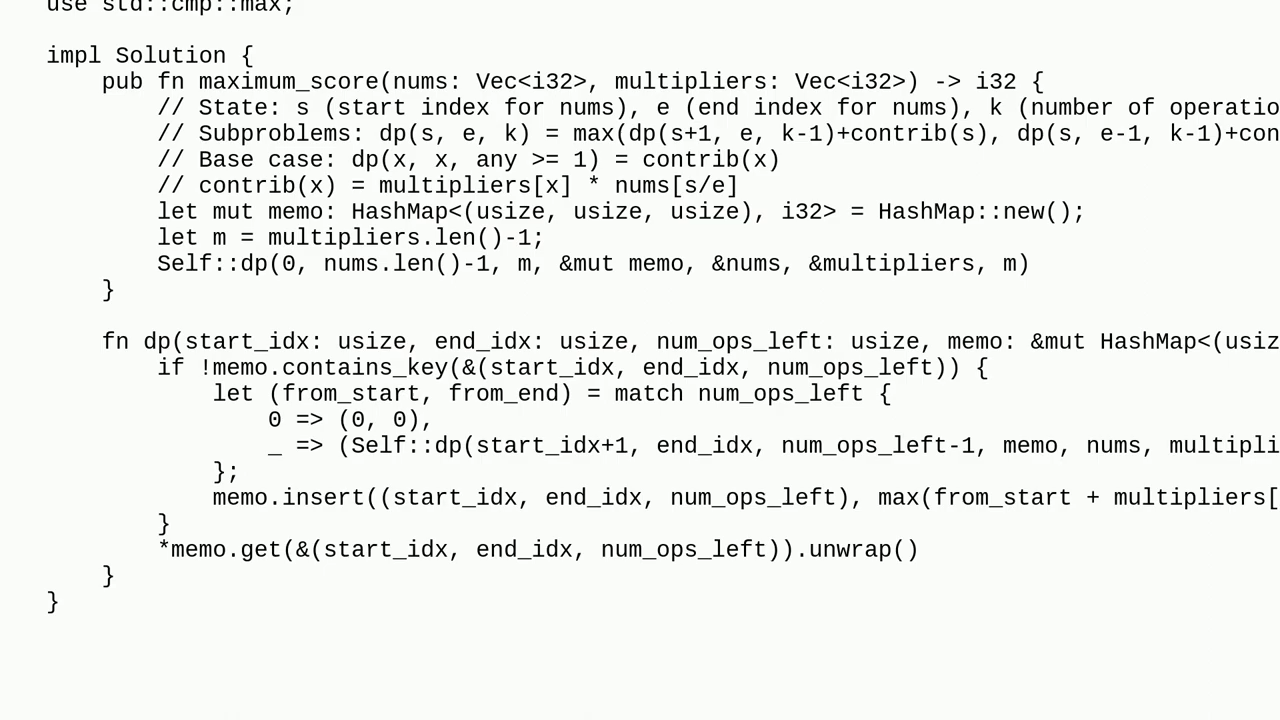 use std::cmp::max;
impl Solution {
    pub fn maximum_score(nums: Vec<i32>, multipliers: Vec<i32>) -> i32 {
        // State: s (start index for nums), e (end index for nums), k (number of operatio
        // Subproblems: dp(s, e, k) = max(dp(s+1, e, k-1)+contrib(s), dp(s, e-1, k-1)+con
        // Base case: dp(x, x, any >= 1) = contrib(x)
        // contrib(x) = multipliers[x] * nums[s/e]
        let mut memo: HashMap<(usize, usize, usize), i32> = HashMap::new();
        let m = multipliers.len()-1;
        Self::dp(0, nums.len()-1, m, &mut memo, &nums, &multipliers, m)
    }
    fn dp(start_idx: usize, end_idx: usize, num_ops_left: usize, memo: &mut HashMap<(usiz
        if !memo.contains_key(&(start_idx, end_idx, num_ops_left)) {
            let (from_start, from_end) = match num_ops_left {
                0 => (0, 0),
                _ => (Self::dp(start_idx+1, end_idx, num_ops_left-1, memo, nums, multipli
            };
            memo.insert((start_idx, end_idx, num_ops_left), max(from_start + multipliers[
        }
        *memo.get(&(start_idx, end_idx, num_ops_left)).unwrap()
    }
}